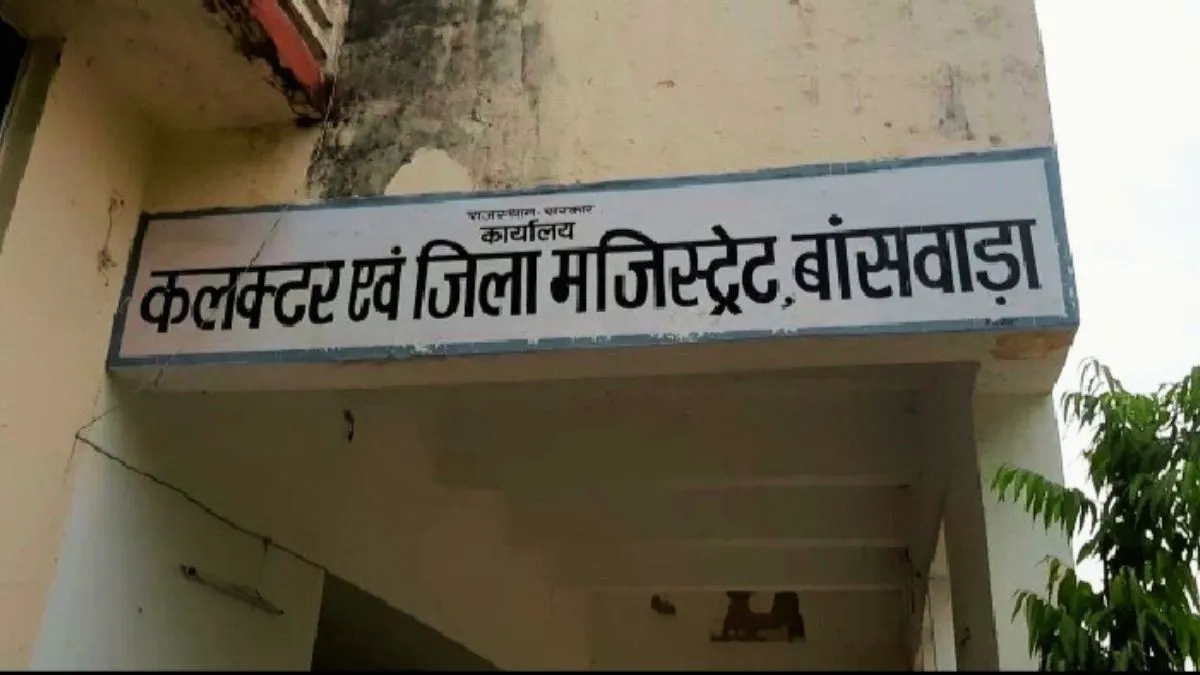 राजस्थान-सरकार
कार्यालय
कलक्टर एवं जिला मजिस्ट्रेट, बांसवाड़ा